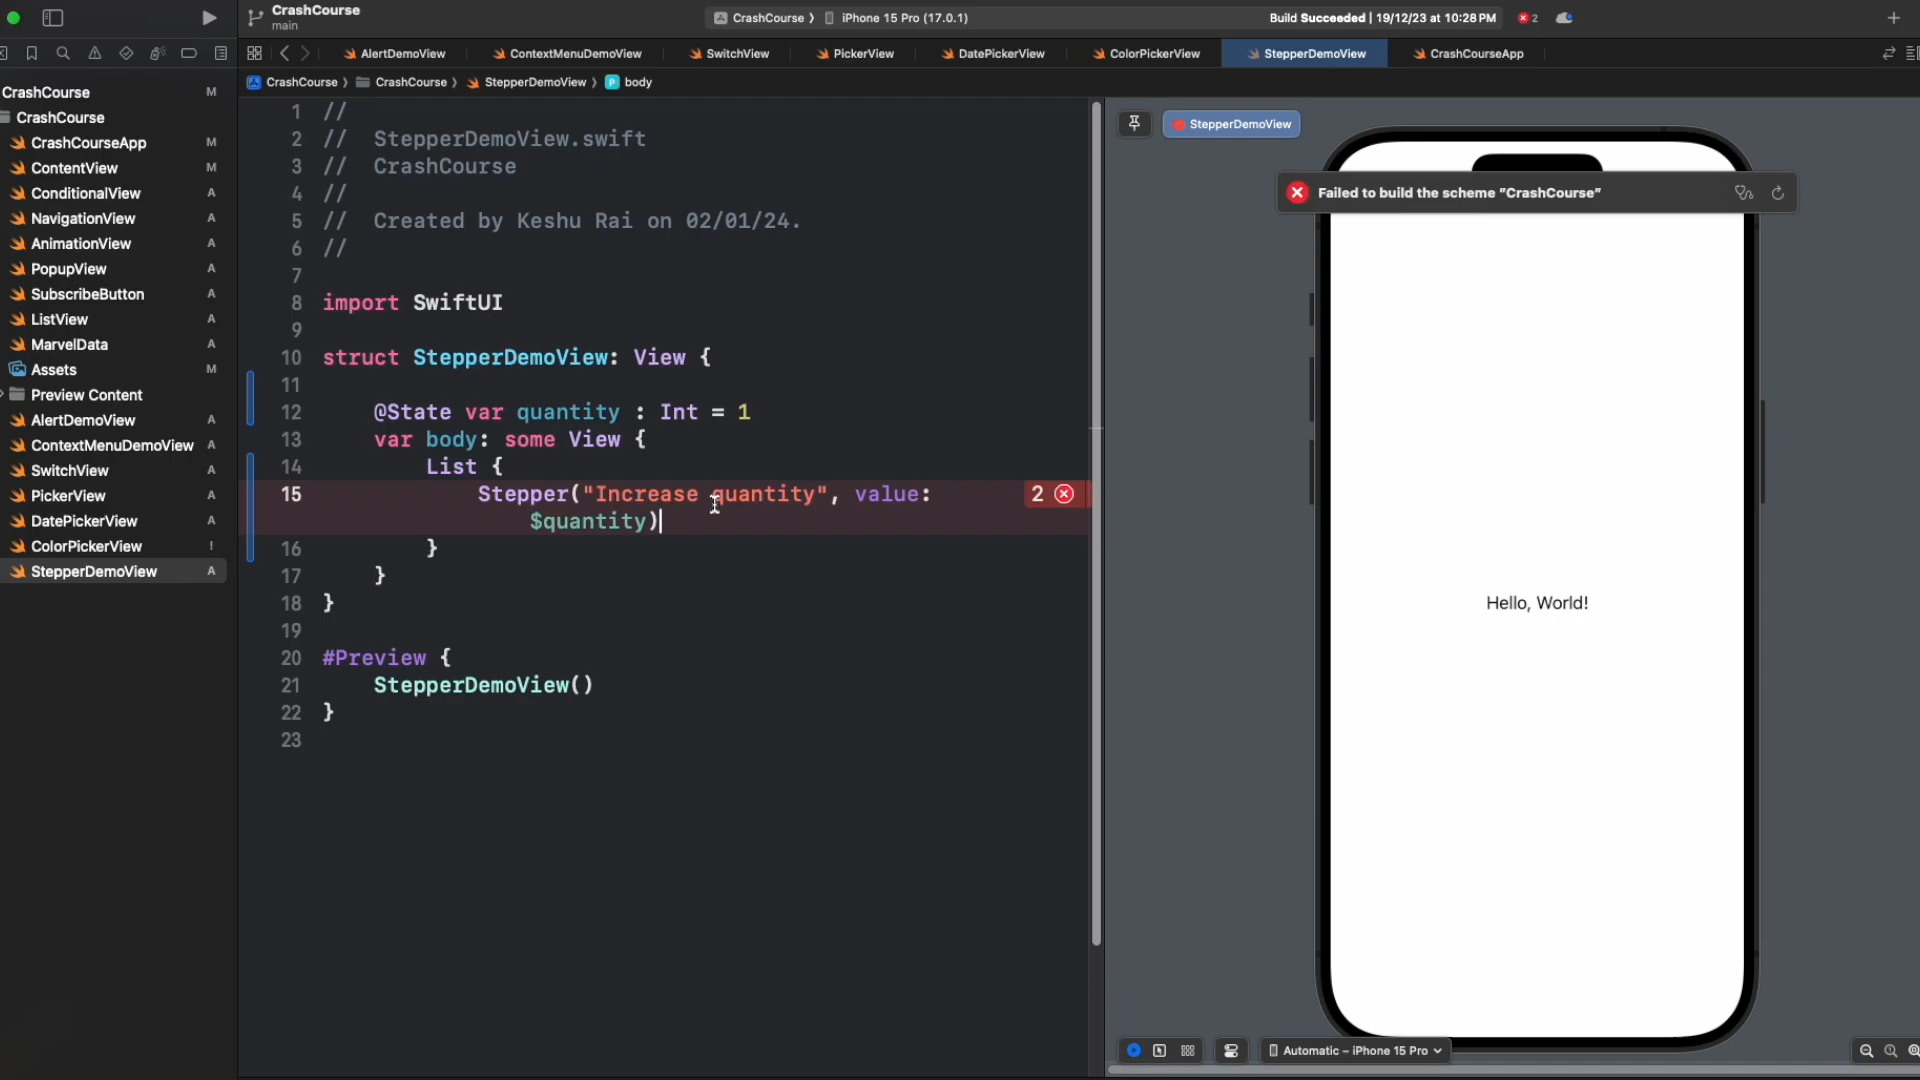 CrashCourse
main
CrashCourse 〉 iPhone 15 Pro (17.0.1)
Build Succeeded | 19/12/23 at 10:28 PM
2
AlertDemoView
ContextMenuDemoView
SwitchView
PickerView
DatePickerView
ColorPickerView
StepperDemoView
CrashCourseApp
CrashCourse 〉 CrashCourse 〉 StepperDemoView 〉 P body
CrashCourse M
CrashCourse
CrashCourseApp M
ContentView M
ConditionalView A
NavigationView A
AnimationView A
PopupView A
SubscribeButton A
ListView A
MarvelData A
Assets M
Preview Content
AlertDemoView A
ContextMenuDemoView A
SwitchView A
PickerView A
DatePickerView A
ColorPickerView !
StepperDemoView A
1 //
2 //  StepperDemoView.swift
3 //  CrashCourse
4 //
5 //  Created by Keshu Rai on 02/01/24.
6 //
7
8 import SwiftUI
9
10 struct StepperDemoView: View {
11
12     @State var quantity : Int = 1
13     var body: some View {
14         List {
15             Stepper("Increase quantity", value: 2
$quantity)
16         }
17     }
18 }
19
20 #Preview {
21     StepperDemoView()
22 }
23
StepperDemoView
Failed to build the scheme "CrashCourse"
Hello, World!
Automatic – iPhone 15 Pro